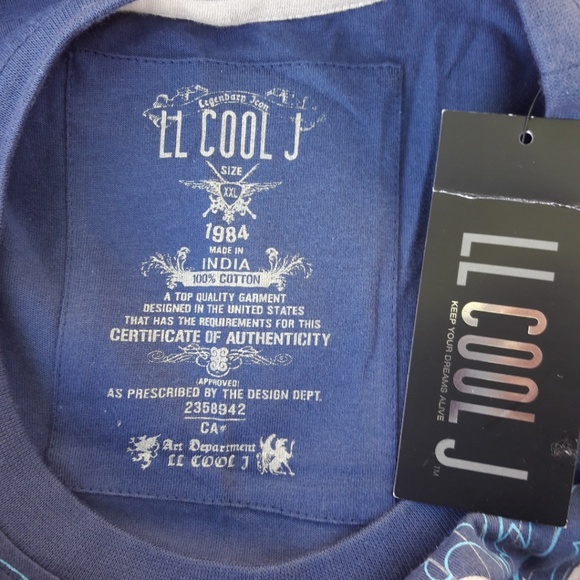 Legendary Icon
LL COOL J
SIZE
XXL
1984
MADE IN
INDIA
100% COTTON
A TOP QUALITY GARMENT
DESIGNED IN THE UNITED STATES
THAT HAS THE REQUIREMENTS FOR THIS
CERTIFICATE OF AUTHENTICITY
(APPROVED)
AS PRESCRIBED BY THE DESIGN DEPT.
2358942
CA#
Art Department
LL COOL J
LL COOL J
KEEP YOUR DREAMS ALIVE
TM